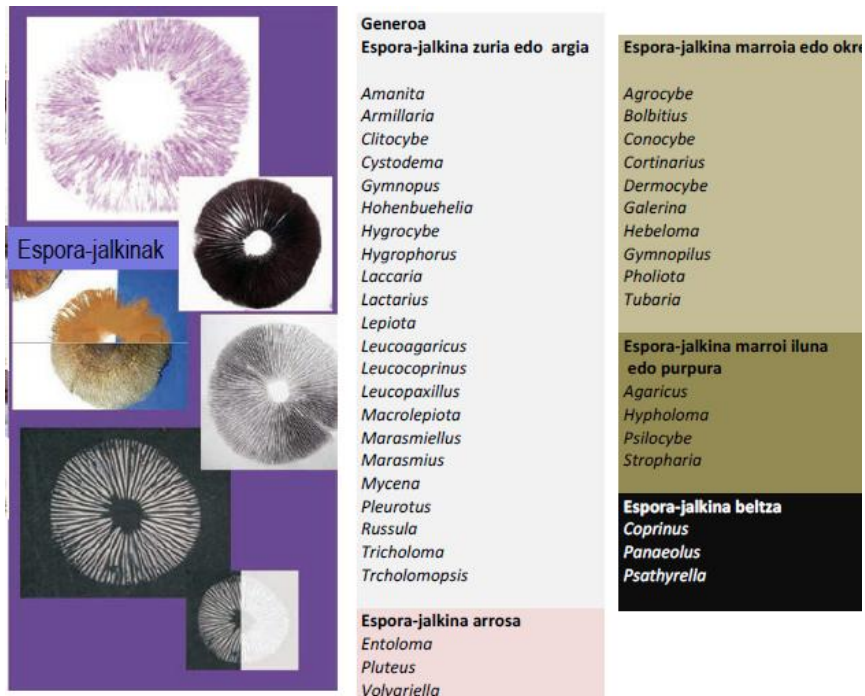 Espora-jalkinak
Generoa
Espora-jalkina zuria edo argia
Amanita
Armillaria
Clitocybe
Cystodema
Gymnopus
Hohenbuehelia
Hygrocybe
Hygrophorus
Laccaria
Lactarius
Lepiota
Leucoagaricus
Leucocoprinus
Leucopaxillus
Macrolepiota
Marasmiellus
Marasmius
Mycena
Pleurotus
Russula
Tricholoma
Trcholomopsis
Espora-jalkina arrosa
Entoloma
Pluteus
Volvariella
Espora-jalkina marroia edo okre
Agrocybe
Bolbitius
Conocybe
Cortinarius
Dermocybe
Galerina
Hebeloma
Gymnopilus
Pholiota
Tubaria
Espora-jalkina marroi iluna
edo purpura
Agaricus
Hypholoma
Psilocybe
Stropharia
Espora-jalkina beltza
Coprinus
Panaeolus
Psathyrella